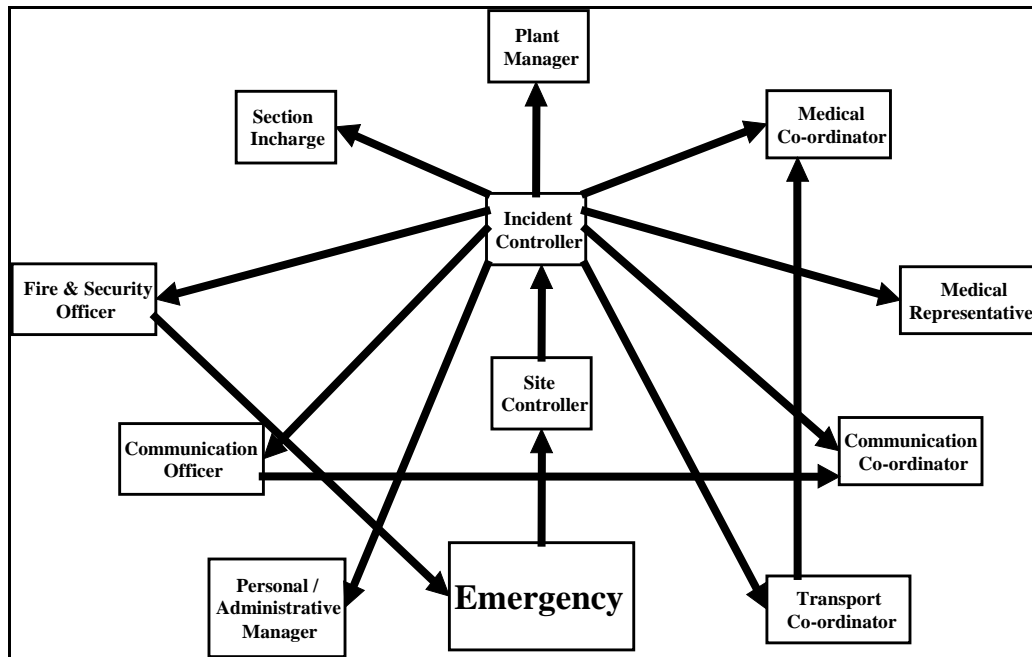 Plant
Manager
Section
Incharge
Medical
Co-ordinator
Incident
Controller
Fire & Security
Officer
Medical
Representative
Site
Controller
Communication
Officer
Communication
Co-ordinator
Personal /
Administrative
Manager
Emergency
Transport
Co-ordinator